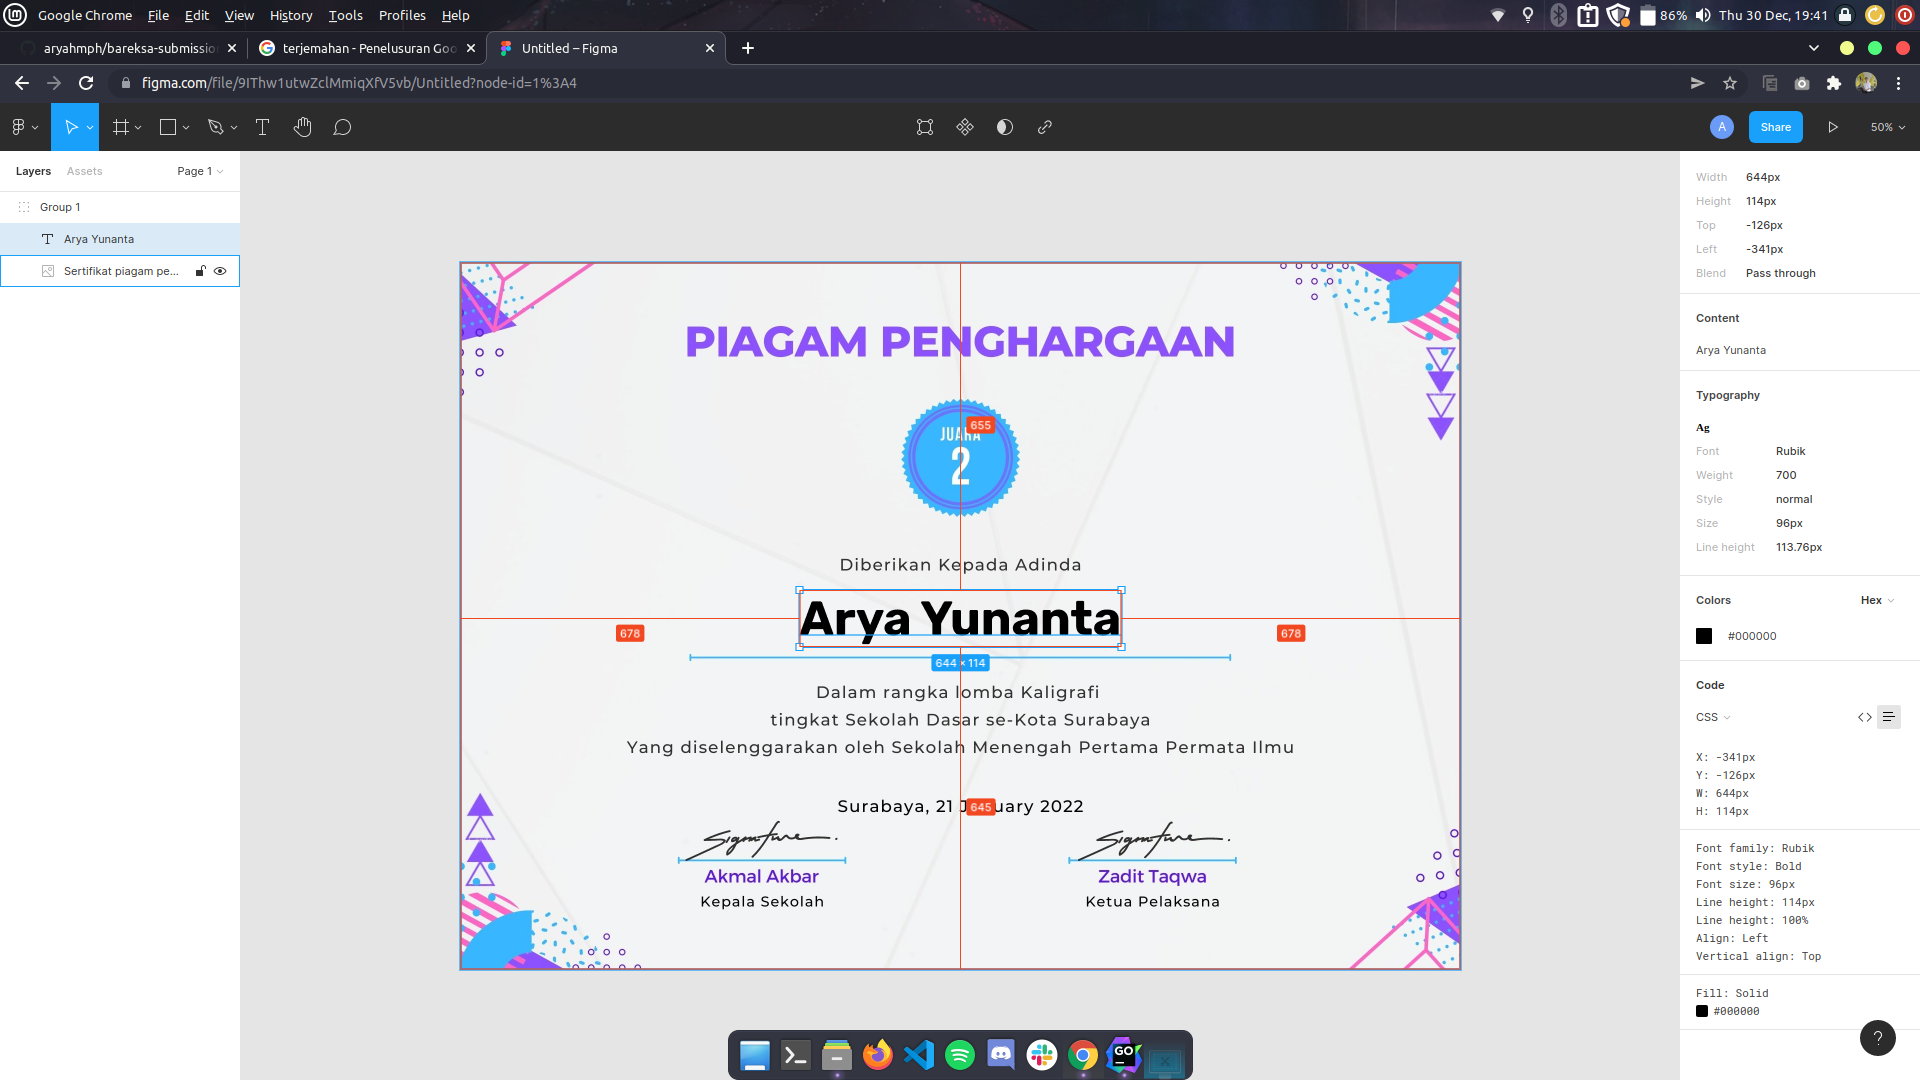 Google Chrome File Edit View History Tools Profiles Help 86% Thu 30 Dec, 19:41
aryahmph/bareksa-submissio terjemahan - Penelusuran Goo Untitled – Figma
figma.com/file/9IThw1utwZclMmiqXfV5vb/Untitled?node-id=1%3A4
A Share 50%
Layers Assets Page 1
Group 1
Arya Yunanta
Sertifikat piagam pe...
PIAGAM PENGHARGAAN
655
JUARA
2
Diberikan Kepada Adinda
Arya Yunanta
678 678
644 × 114
Dalam rangka lomba Kaligrafi
tingkat Sekolah Dasar se-Kota Surabaya
Yang diselenggarakan oleh Sekolah Menengah Pertama Permata Ilmu
Surabaya, 21 January 2022
645
Signature. Signature.
Akmal Akbar Zadit Taqwa
Kepala Sekolah Ketua Pelaksana
Width 644px
Height 114px
Top -126px
Left -341px
Blend Pass through
Content
Arya Yunanta
Typography
Ag
Font Rubik
Weight 700
Style normal
Size 96px
Line height 113.76px
Colors Hex
#000000
Code
CSS
X: -341px
Y: -126px
W: 644px
H: 114px
Font family: Rubik
Font style: Bold
Font size: 96px
Line height: 114px
Line height: 100%
Align: Left
Vertical align: Top
Fill: Solid
#000000
?
GO